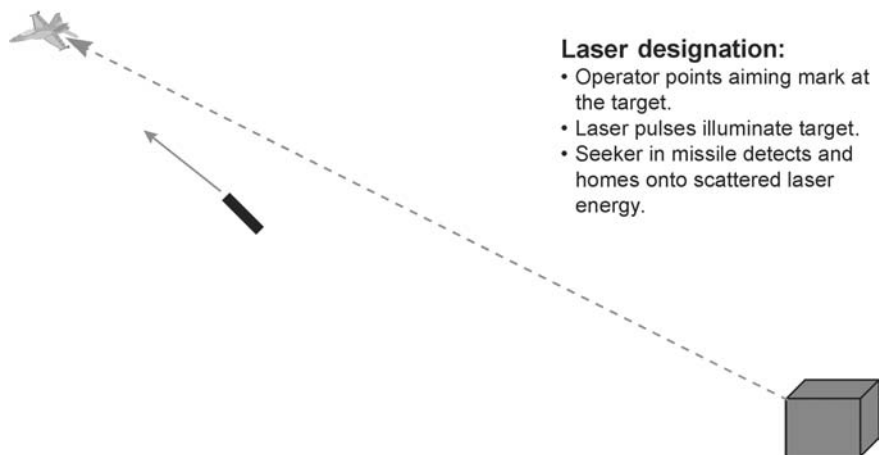 Laser designation:
• Operator points aiming mark at
the target.
• Laser pulses illuminate target.
• Seeker in missile detects and
homes onto scattered laser
energy.